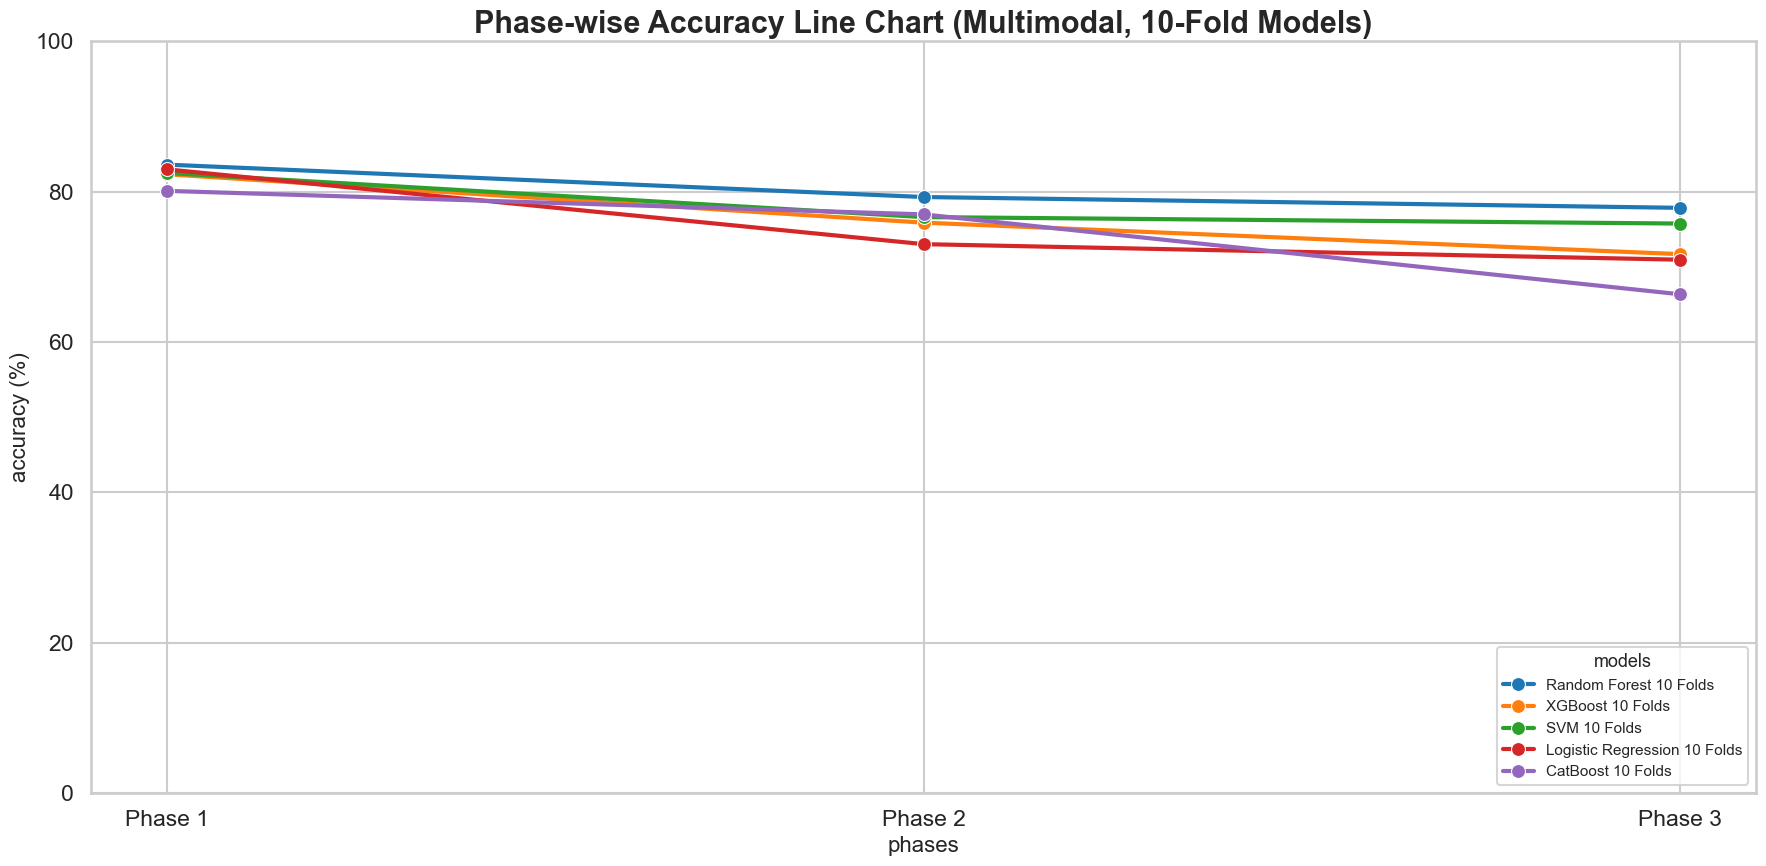 Phase-wise Accuracy Line Chart (Multimodal, 10-Fold Models)
100
80
60
40
20
0
accuracy (%)
Phase 1
Phase 2
Phase 3
phases
models
Random Forest 10 Folds
XGBoost 10 Folds
SVM 10 Folds
Logistic Regression 10 Folds
CatBoost 10 Folds